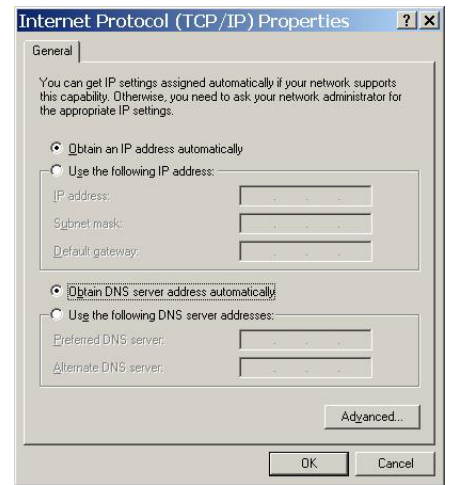 Internet Protocol (TCP/IP) Properties ? ×
General
You can get IP settings assigned automatically if your network supports
this capability. Otherwise, you need to ask your network administrator for
the appropriate IP settings.
Obtain an IP address automatically
Use the following IP address:
IP address:
Subnet mask:
Default gateway:
Obtain DNS server address automatically
Use the following DNS server addresses:
Preferred DNS server:
Alternate DNS server:
Advanced...
OK Cancel